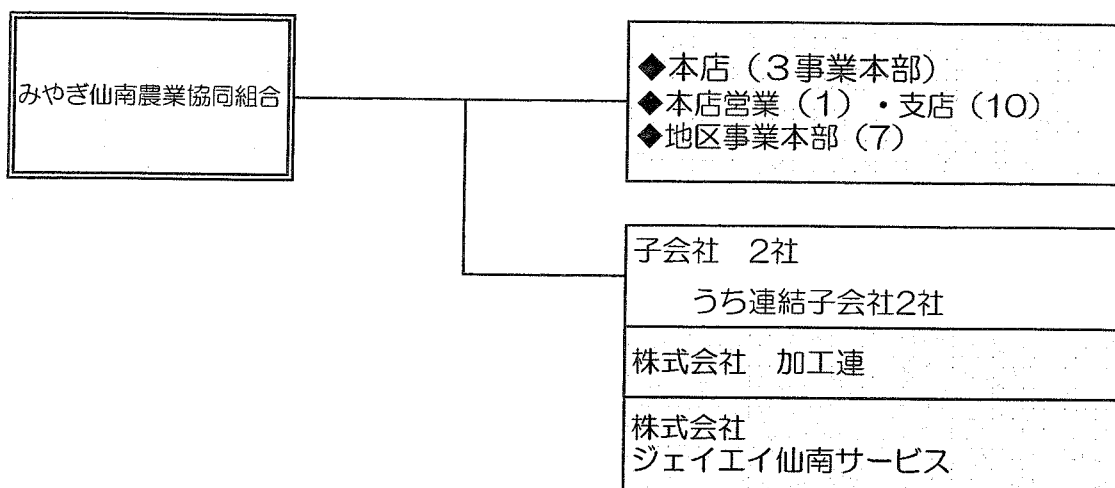 みやぎ仙南農業協同組合
◆本店（3事業本部）
◆本店営業（1）・支店（10）
◆地区事業本部（7）
子会社　2社
うち連結子会社2社
株式会社　加工連
株式会社
ジェイエイ仙南サービス